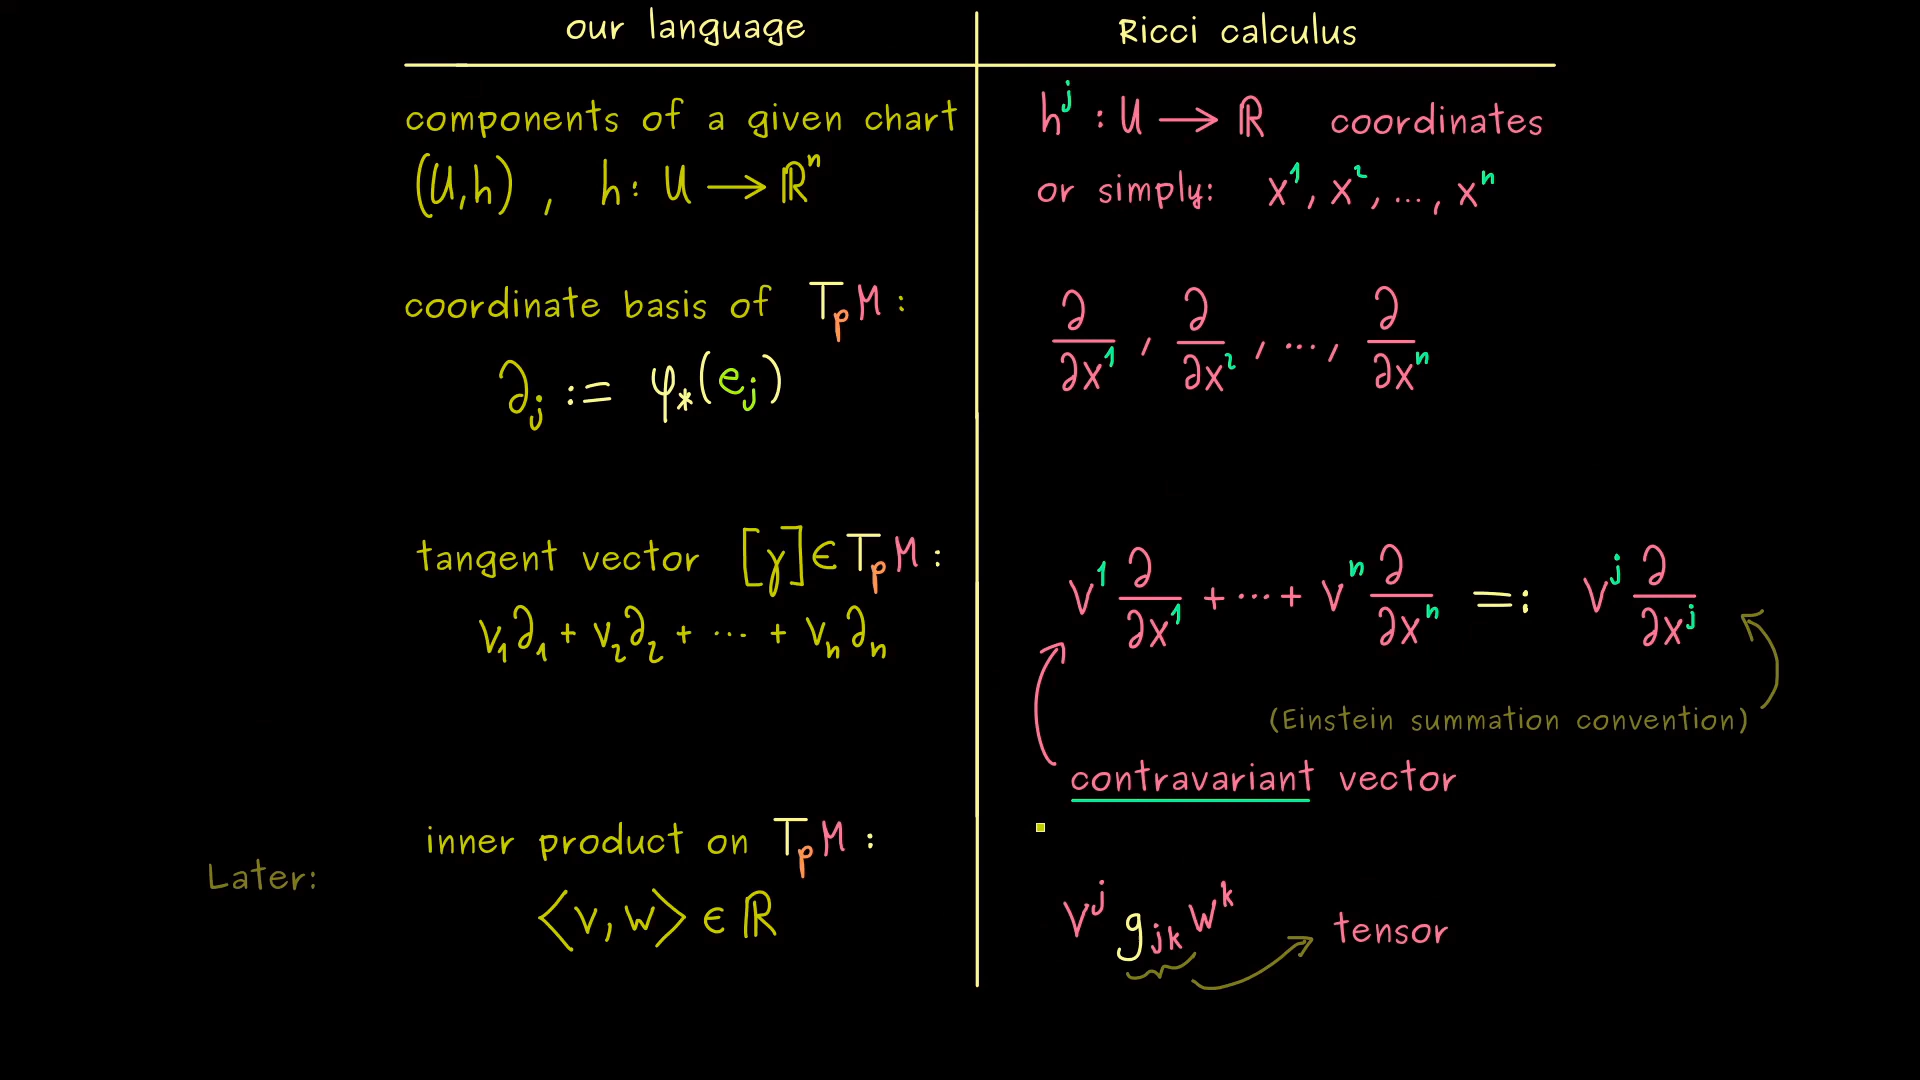 our language
Ricci calculus
components of a given chart
(U,h) , h: U ⟶ ℝⁿ
hʲ : U ⟶ ℝ coordinates
or simply: x¹, x², ..., xⁿ
coordinate basis of TₚM :
∂ⱼ := φ_*(eⱼ)
∂/∂x¹ , ∂/∂x² , ... , ∂/∂xⁿ
tangent vector [γ] ∈ TₚM :
v₁∂₁ + v₂∂₂ + ... + vₙ∂ₙ
v¹ ∂/∂x¹ + ... + vⁿ ∂/∂xⁿ =: vʲ ∂/∂xʲ
(Einstein summation convention)
contravariant vector
Later:
inner product on TₚM :
⟨v, w⟩ ∈ ℝ
vʲ gⱼₖ wᵏ
tensor